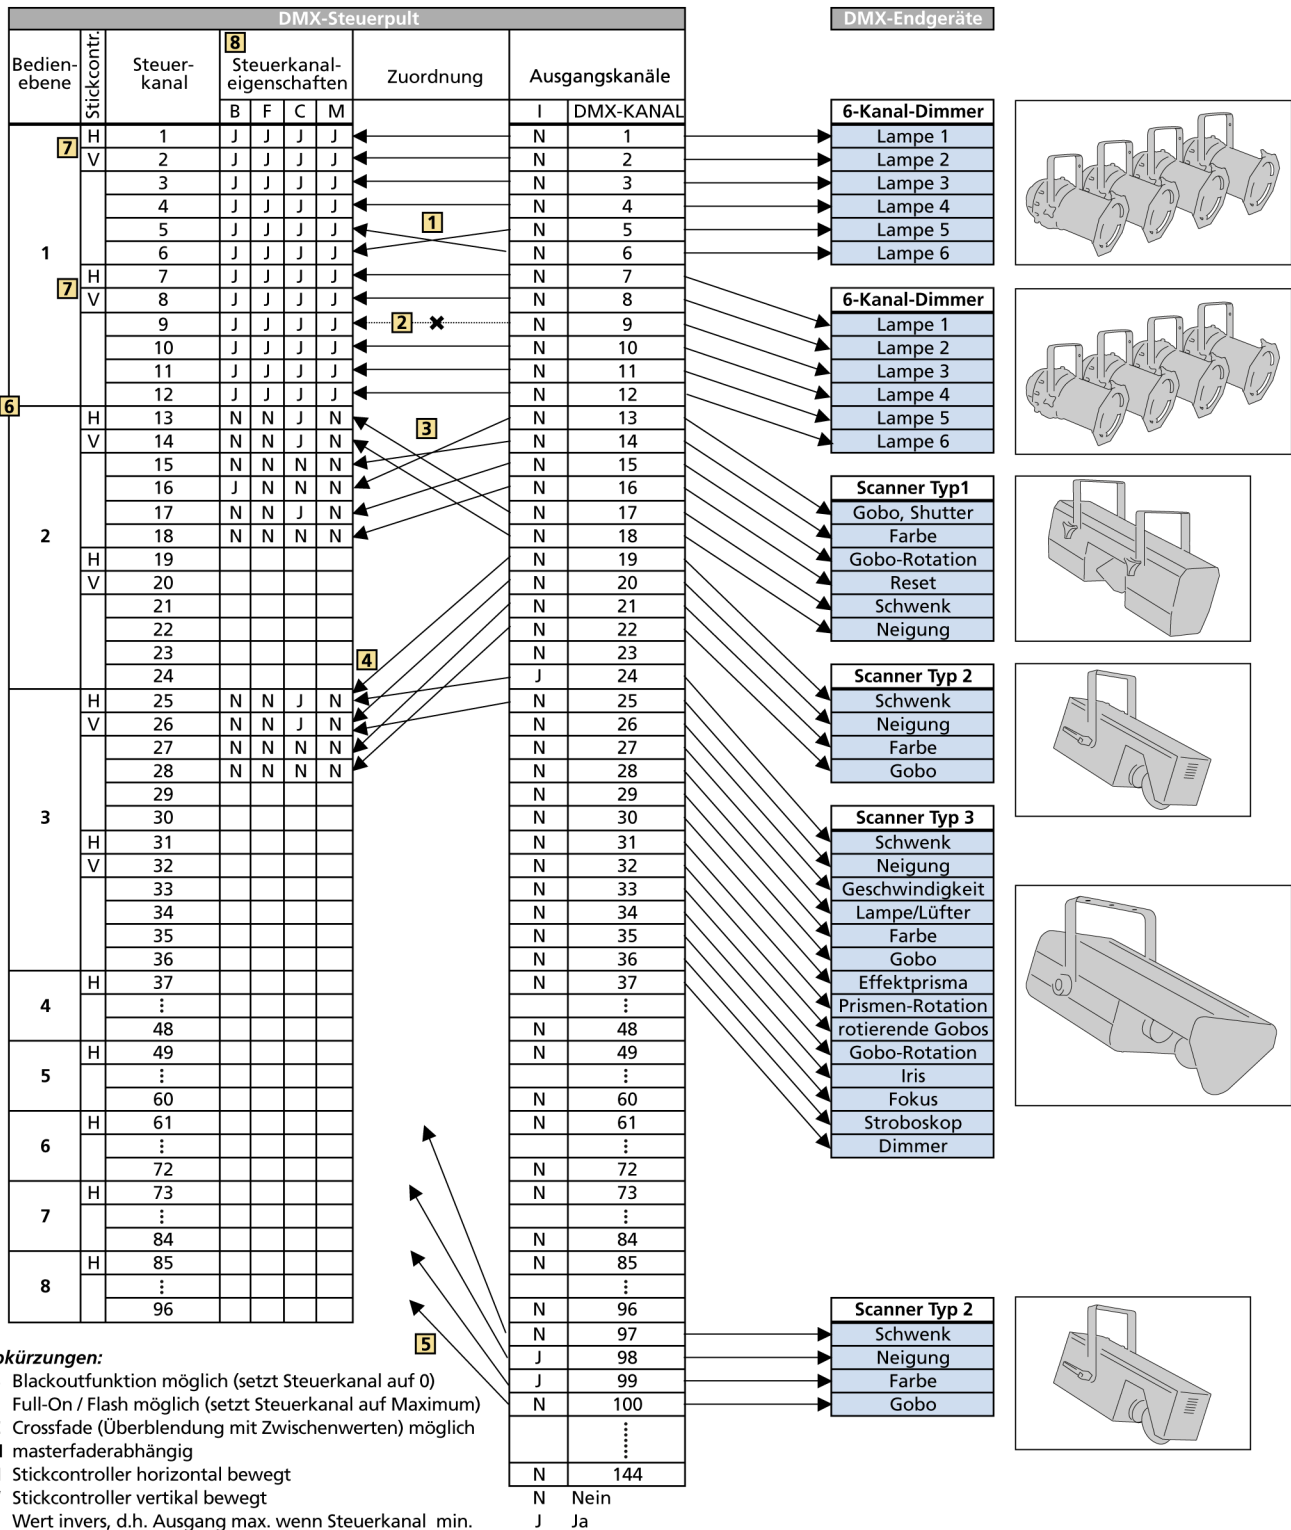 DMX-Steuerpult DMX-Endgeräte
Bedien-ebene Stickcontr. Steuer-kanal 8 Steuerkanal-eigenschaften Zuordnung Ausgangskanäle
B F C M I DMX-KANAL 6-Kanal-Dimmer
7 H 1 J J J J N 1 Lampe 1
V 2 J J J J N 2 Lampe 2
3 J J J J N 3 Lampe 3
4 J J J J N 4 Lampe 4
5 J J J J 1 N 5 Lampe 5
1 6 J J J J N 6 Lampe 6
7 H 7 J J J J N 7
V 8 J J J J N 8 6-Kanal-Dimmer
9 J J J J 2 N 9 Lampe 1
10 J J J J N 10 Lampe 2
11 J J J J N 11 Lampe 3
12 J J J J N 12 Lampe 4
6 H 13 N N J N 3 N 13 Lampe 5
V 14 N N J N N 14 Lampe 6
15 N N N N N 15
16 J N N N N 16 Scanner Typ1
17 N N J N N 17 Gobo, Shutter
2 18 N N N N N 18 Farbe
H 19 N 19 Gobo-Rotation
V 20 N 20 Reset
21 N 21 Schwenk
22 N 22 Neigung
23 4 N 23
24 J 24 Scanner Typ 2
H 25 N N J N N 25 Schwenk
V 26 N N J N N 26 Neigung
27 N N N N N 27 Farbe
28 N N N N N 28 Gobo
29 N 29
3 30 N 30 Scanner Typ 3
H 31 N 31 Schwenk
V 32 N 32 Neigung
33 N 33 Geschwindigkeit
34 N 34 Lampe/Lüfter
35 N 35 Farbe
36 N 36 Gobo
H 37 N 37 Effektprisma
4 ⋮ ⋮ Prismen-Rotation
48 N 48 rotierende Gobos
H 49 N 49 Gobo-Rotation
5 ⋮ ⋮ Iris
60 N 60 Fokus
H 61 N 61 Stroboskop
6 ⋮ ⋮ Dimmer
72 N 72
H 73 N 73
7 ⋮ ⋮
84 N 84
H 85 N 85
8 ⋮ ⋮
96 N 96 Scanner Typ 2
5 N 97 Schwenk
J 98 Neigung
J 99 Farbe
N 100 Gobo
⋮
N 144
bkürzungen:
Blackoutfunktion möglich (setzt Steuerkanal auf 0)
Full-On / Flash möglich (setzt Steuerkanal auf Maximum)
Crossfade (Überblendung mit Zwischenwerten) möglich
masterfaderabhängig
Stickcontroller horizontal bewegt
Stickcontroller vertikal bewegt
Wert invers, d.h. Ausgang max. wenn Steuerkanal min.
N Nein
J Ja